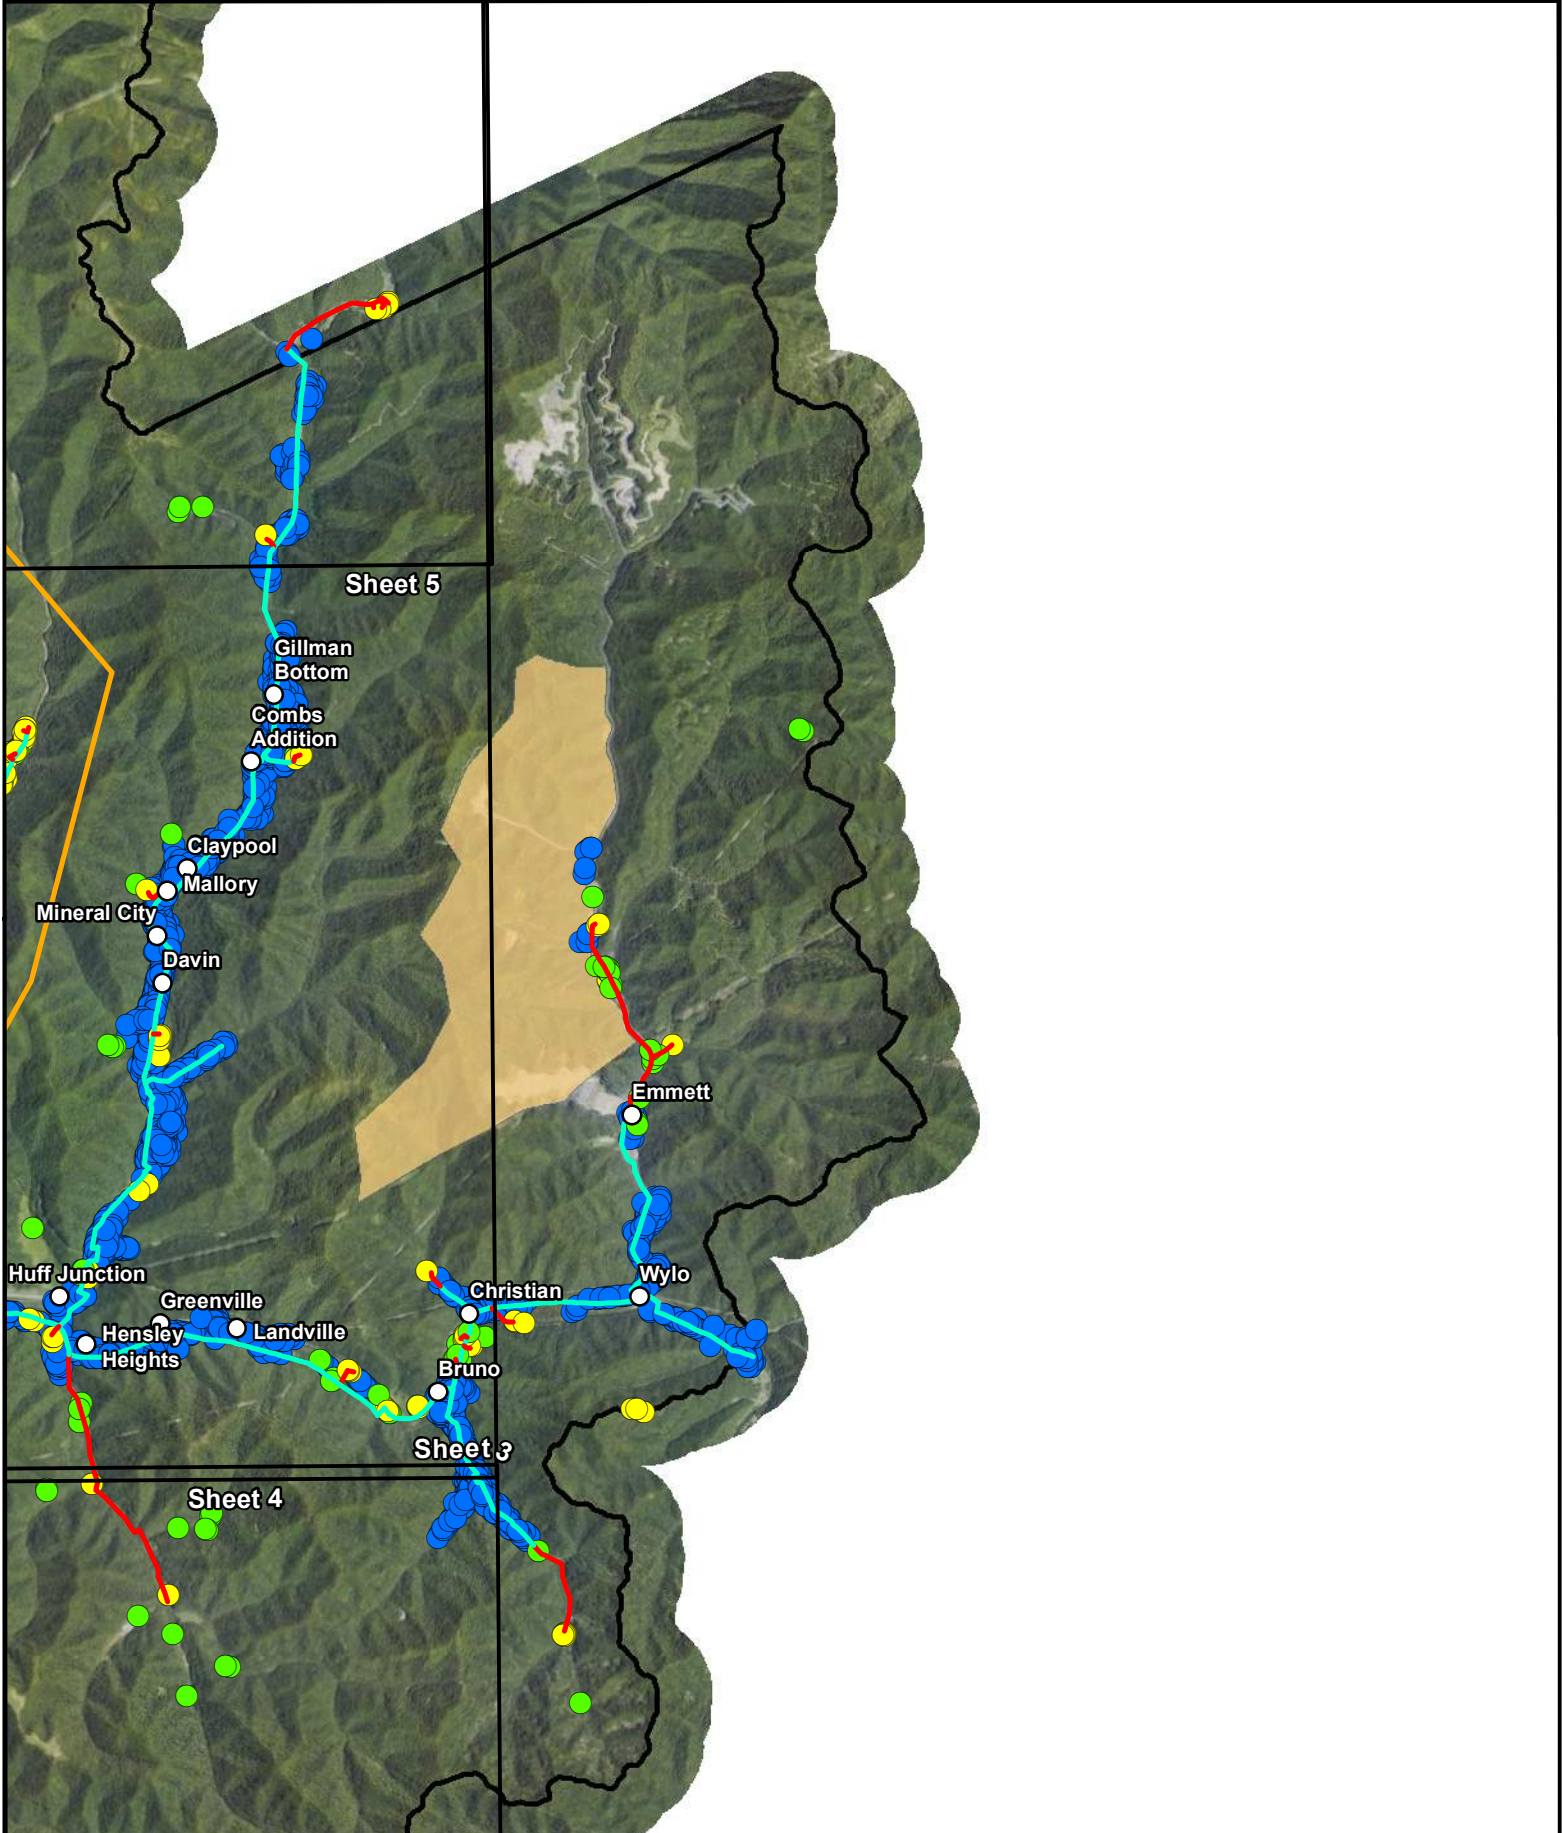 Sheet 5
Gillman
Bottom
Combs
Addition
Claypool
Mallory
Mineral City
Davin
Emmett
Huff Junction
Wylo
Christian
Greenville
Landville
Hensley
Heights
Bruno
Sheet 3
Sheet 4